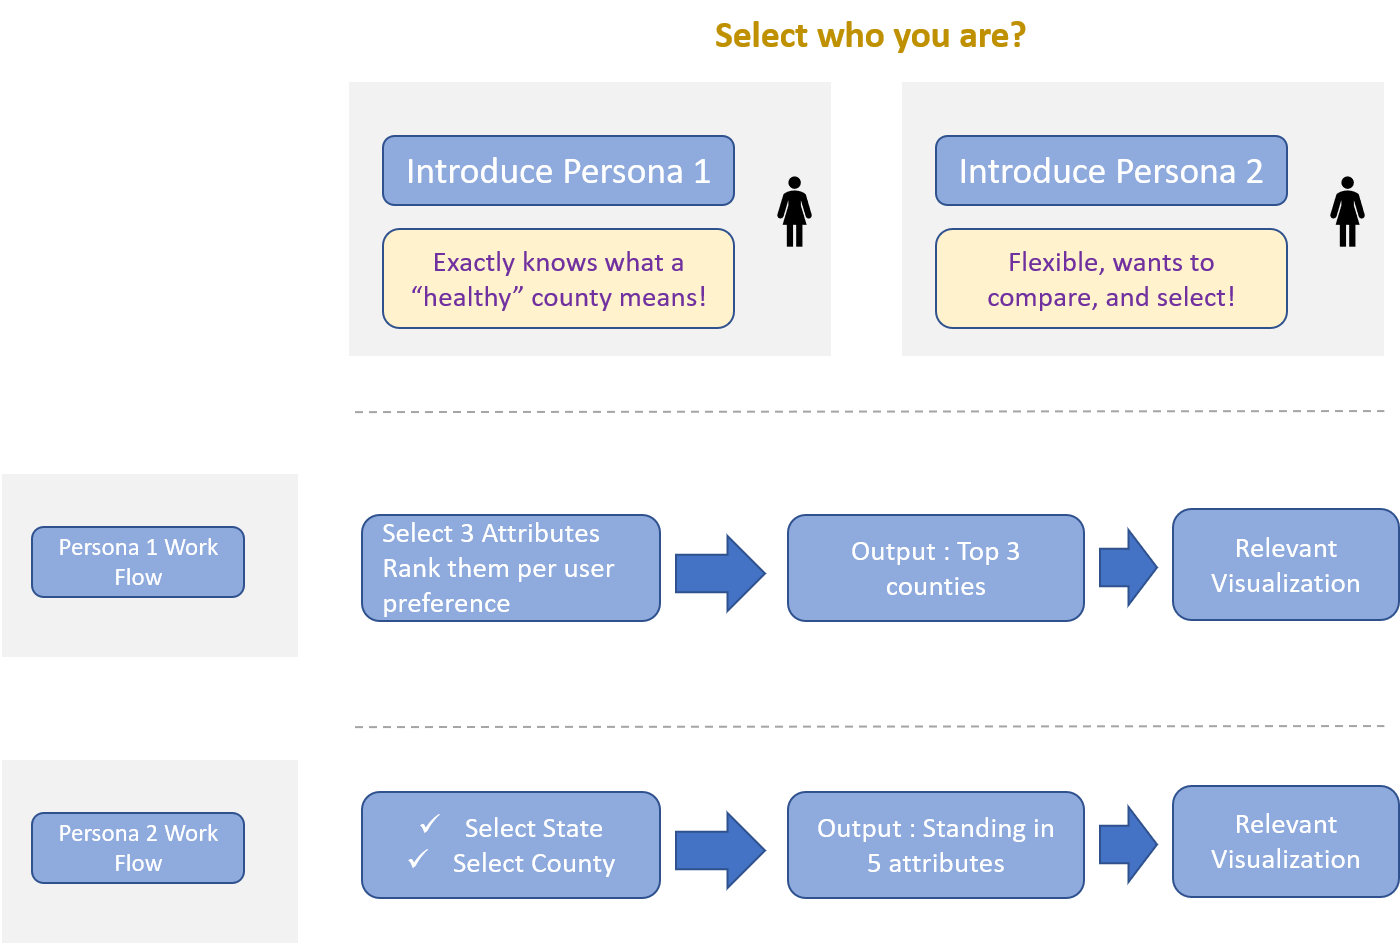 Select who you are?
Introduce Persona 1
Exactly knows what a
“healthy” county means!
Introduce Persona 2
Flexible, wants to
compare, and select!
Persona 1 Work
Flow
Select 3 Attributes
Rank them per user
preference
Output : Top 3
counties
Relevant
Visualization
Persona 2 Work
Flow
✓ Select State
✓ Select County
Output : Standing in
5 attributes
Relevant
Visualization